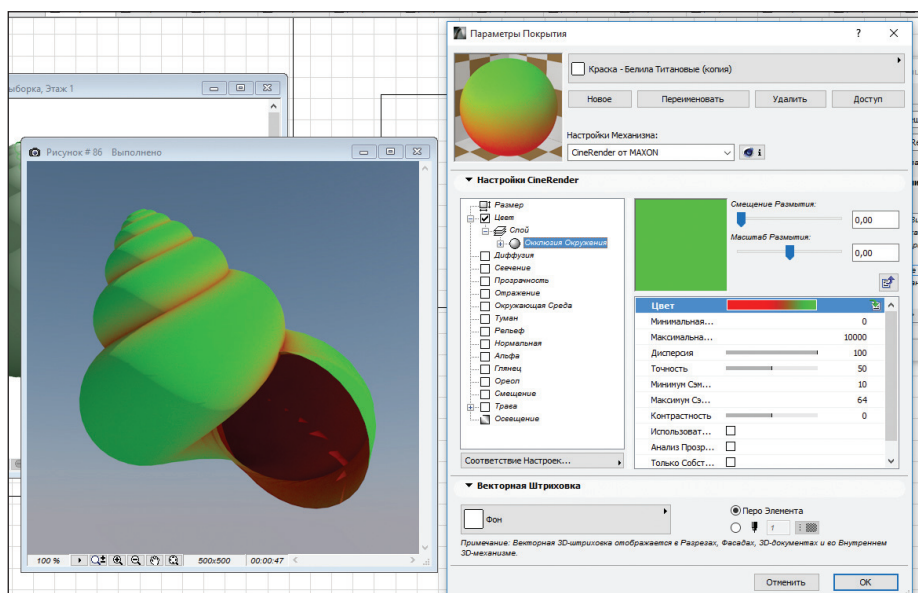 Параметры Покрытия
Краска - Белила Титановые (копия)
Новое
Переименовать
Удалить
Доступ
Настройки Механизма:
CineRender от MAXON
i
Настройки CineRender
Размер
Цвет
Слой
Окклюзия Окружения
Диффузия
Свечение
Прозрачность
Отражение
Окружающая Среда
Туман
Рельеф
Нормальная
Альфа
Глянец
Ореол
Смещение
Трава
Освещение
Соответствие Настроек...
Смещение Размытия:
0,00
Масштаб Размытия:
0,00
Цвет
Минимальная... 0
Максимальна... 10000
Дисперсия 100
Точность 50
Минимум Сэм... 10
Максимум Сэ... 64
Контрастность 0
Использоват...
Анализ Прозр...
Только Собст...
Векторная Штриховка
Фон
Перо Элемента
1
Примечание: Векторная 3D-штриховка отображается в Разрезах, Фасадах, 3D-документах и во Внутреннем
3D-механизме.
Отменить
OK
ыборка, Этаж 1
Рисунок # 86 Выполнено
100 %
500x500
00:00:47